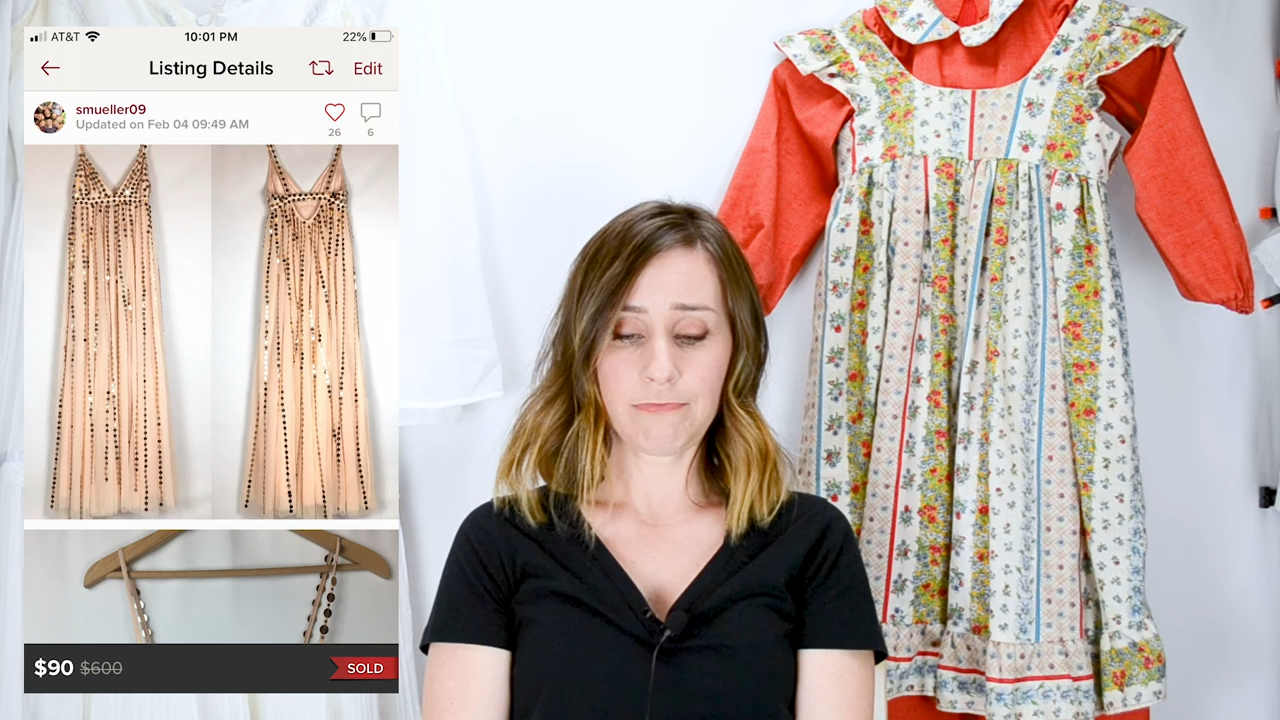 AT&T 10:01 PM 22%
Listing Details Edit
smueller09
Updated on Feb 04 09:49 AM
26 6
$90 $600 SOLD